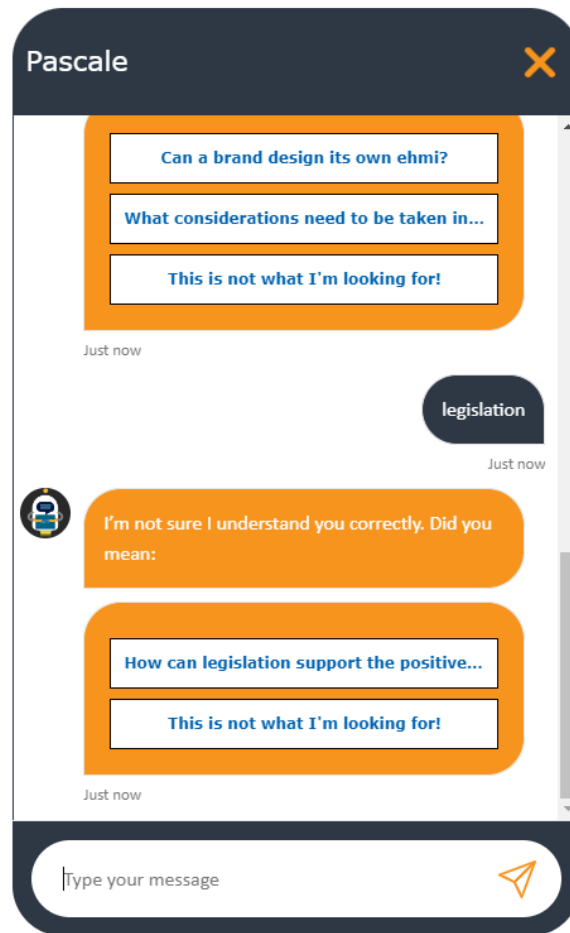 Pascale
Can a brand design its own ehmi?
What considerations need to be taken in...
This is not what I'm looking for!
Just now
legislation
Just now
I'm not sure I understand you correctly. Did you
mean:
How can legislation support the positive...
This is not what I'm looking for!
Just now
Type your message